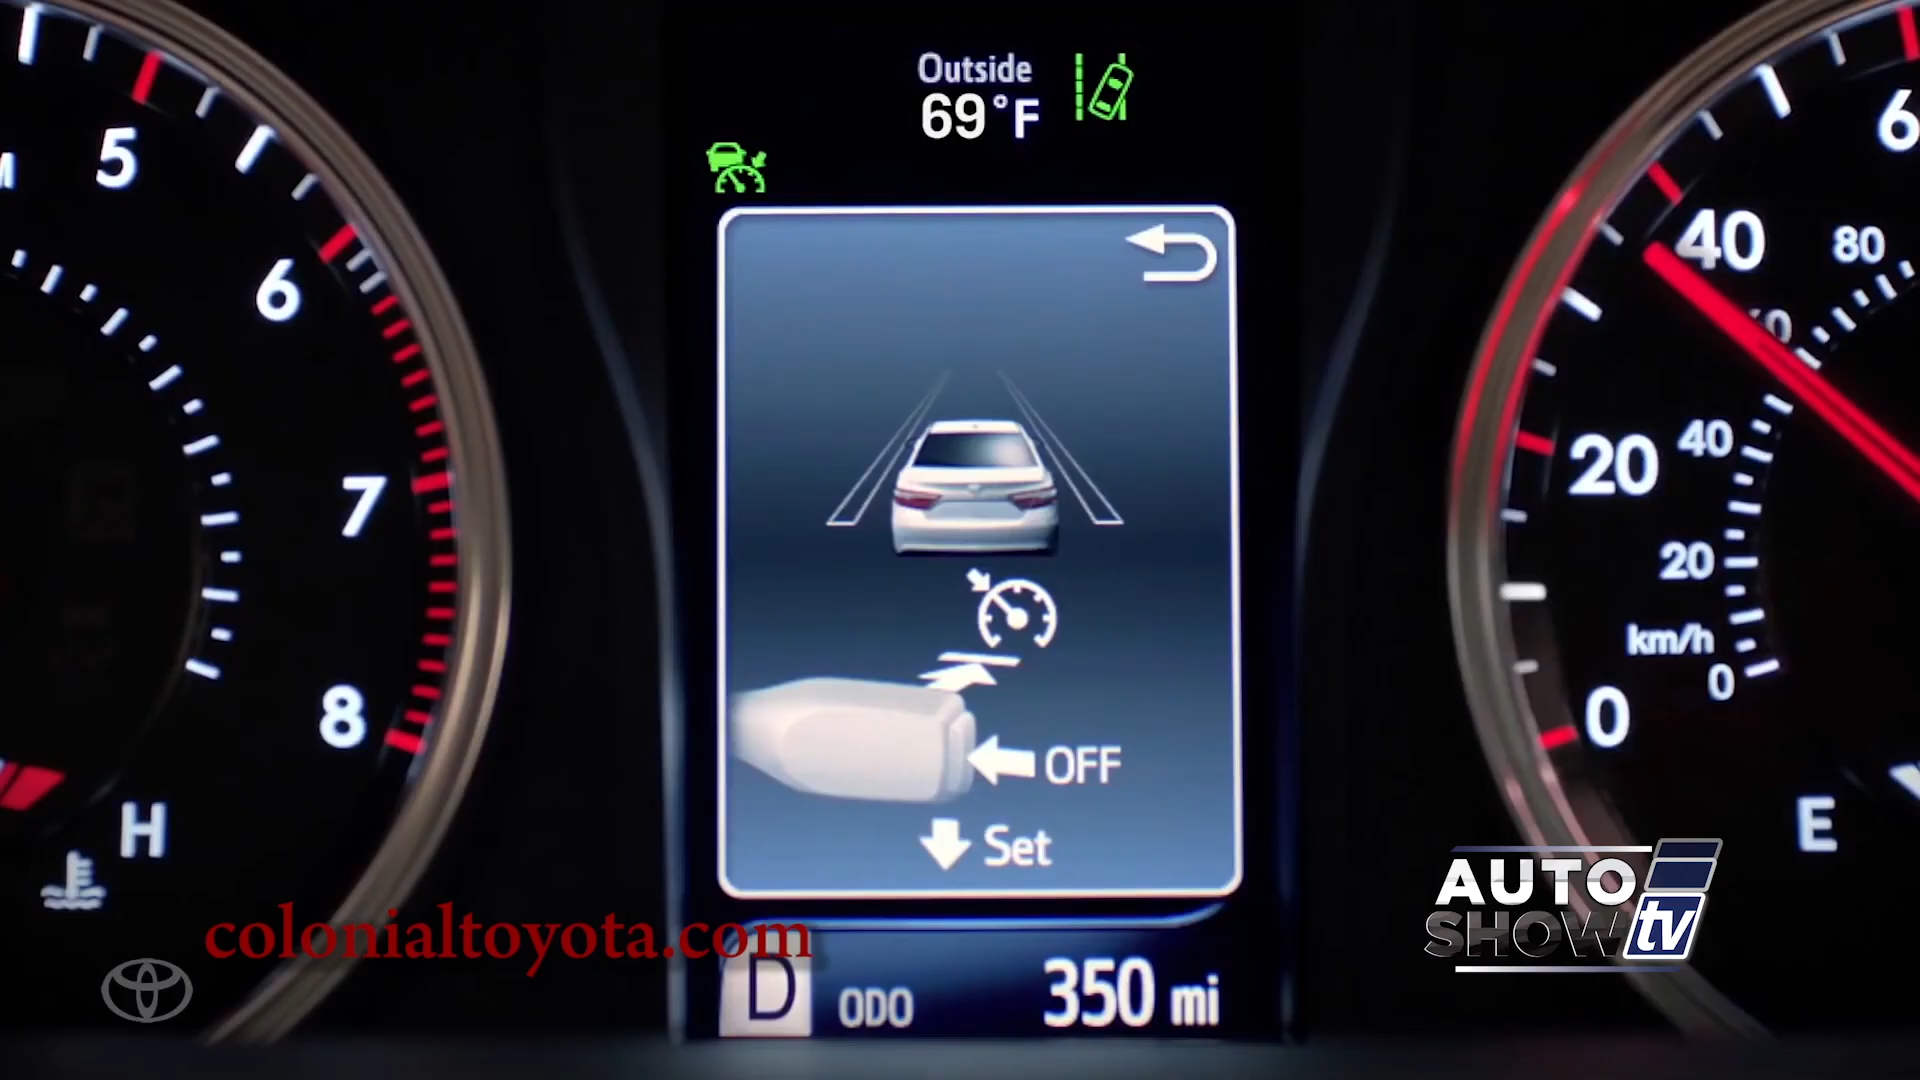 Outside
69°F
5
6
7
8
H
OFF
Set
colonialtoyota.com
D ODO 350 mi
6
40 80
20 40
20
km/h
0 0
E
AUTO
SHOW tv